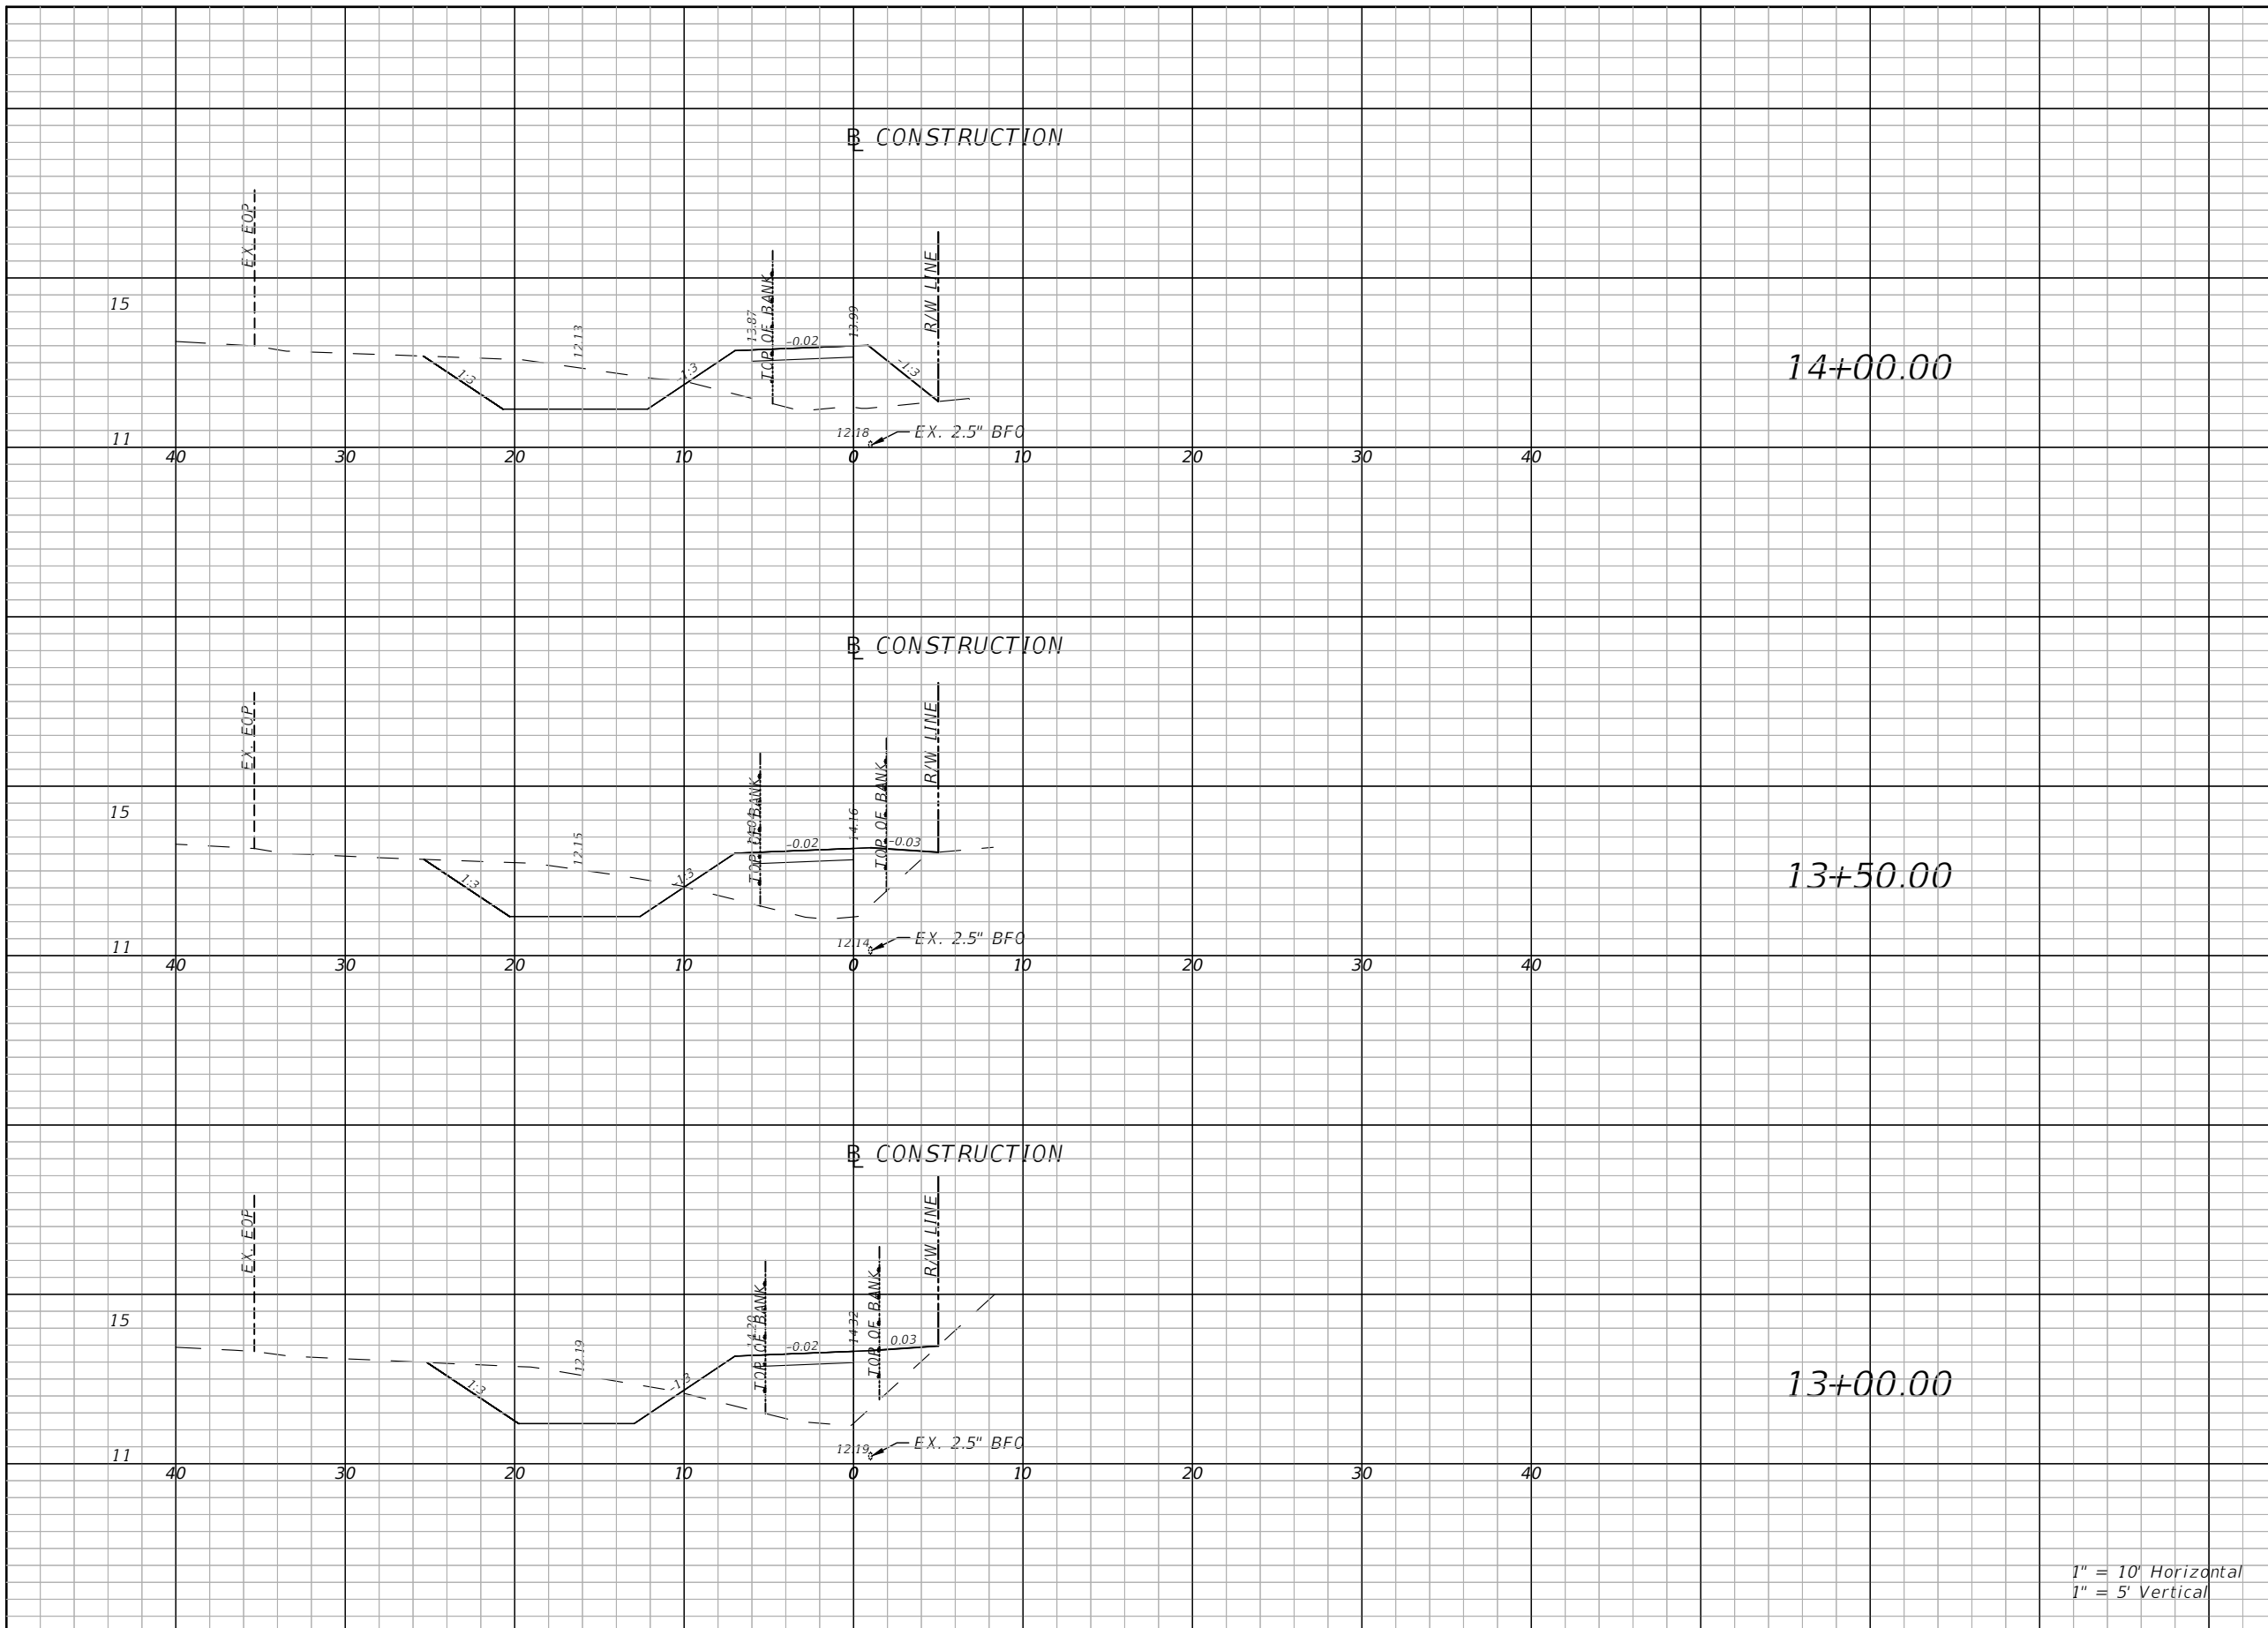 ℄ CONSTRUCTION
EX. EOP
TOP OF BANK
R/W LINE
15
12.13
13.87
13.99
-0.02
1:3
-1:3
-1:3
14+00.00
11
12.18
EX. 2.5" BFO
40 30 20 10 0 10 20 30 40
℄ CONSTRUCTION
EX. EOP
TOP OF BANK
TOP OF BANK
R/W LINE
15
12.15
14.16
-0.02
-0.03
1:3
-1:3
13+50.00
11
12.14
EX. 2.5" BFO
40 30 20 10 0 10 20 30 40
℄ CONSTRUCTION
EX. EOP
TOP OF BANK
TOP OF BANK
R/W LINE
15
12.19
14.20
14.32
-0.02
0.03
1:3
-1:3
13+00.00
11
12.19
EX. 2.5" BFO
40 30 20 10 0 10 20 30 40
1" = 10' Horizontal
1" = 5' Vertical